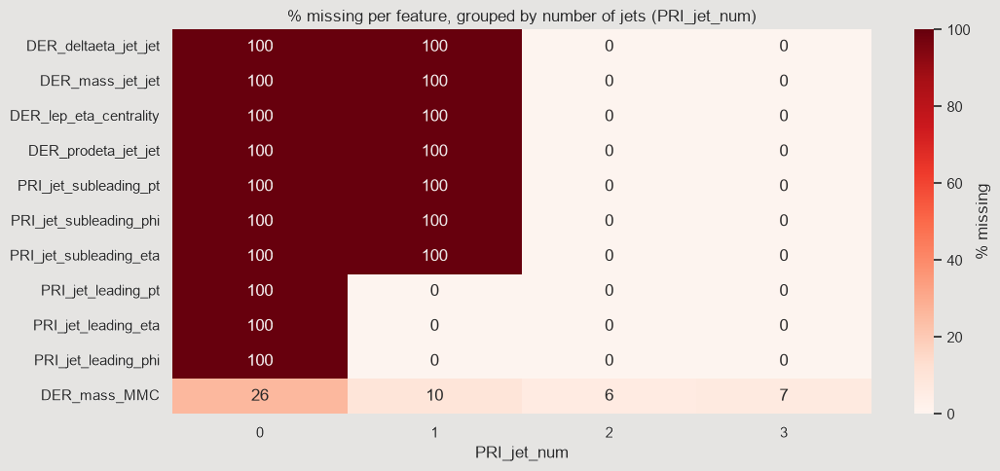 % missing per feature, grouped by number of jets (PRI_jet_num)
DER_deltaeta_jet_jet 100 100 0 0
DER_mass_jet_jet 100 100 0 0
DER_lep_eta_centrality 100 100 0 0
DER_prodeta_jet_jet 100 100 0 0
PRI_jet_subleading_pt 100 100 0 0
PRI_jet_subleading_phi 100 100 0 0
PRI_jet_subleading_eta 100 100 0 0
PRI_jet_leading_pt 100 0 0 0
PRI_jet_leading_eta 100 0 0 0
PRI_jet_leading_phi 100 0 0 0
DER_mass_MMC 26 10 6 7
0 1 2 3
PRI_jet_num
100
80
60
40
20
0
% missing